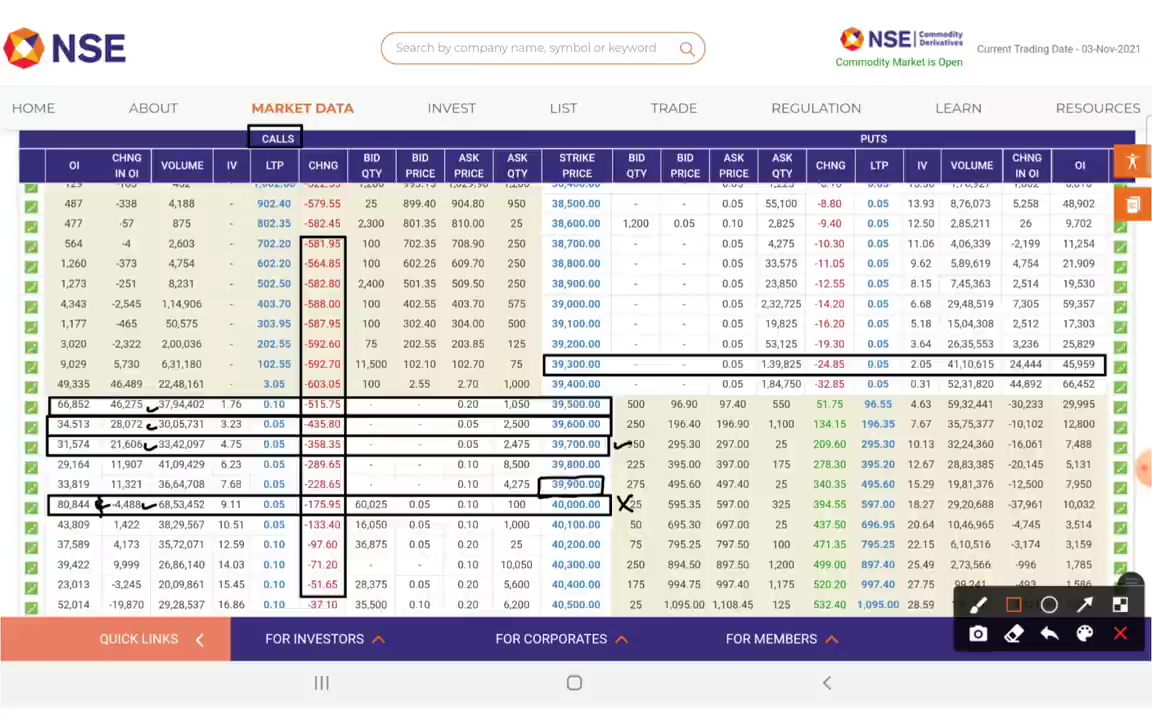 NSE
Search by company name, symbol or keyword
NSE Commodity Derivatives
Commodity Market is Open
Current Trading Date - 03-Nov-2021
HOME ABOUT MARKET DATA INVEST LIST TRADE REGULATION LEARN RESOURCES
CALLS PUTS
OI CHNG IN OI VOLUME IV LTP CHNG BID QTY BID PRICE ASK PRICE ASK QTY STRIKE PRICE BID QTY BID PRICE ASK PRICE ASK QTY CHNG LTP IV VOLUME CHNG IN OI OI
487 -338 4,188 - 902.40 -579.55 25 899.40 904.80 950 38,500.00 - - 0.05 55,100 -8.80 0.05 13.93 8,76,073 5,258 48,902
477 -57 875 - 802.35 -582.45 2,300 801.35 810.00 25 38,600.00 1,200 0.05 0.10 2,825 -9.40 0.05 12.50 2,85,211 26 9,702
564 -4 2,603 - 702.20 -581.95 100 702.35 708.90 250 38,700.00 - - 0.05 4,275 -10.30 0.05 11.06 4,06,339 -2,199 11,254
1,260 -373 4,754 - 602.20 -564.85 100 602.25 609.70 250 38,800.00 - - 0.05 33,575 -11.05 0.05 9.62 5,89,619 4,754 21,909
1,273 -251 8,231 - 502.50 -582.80 2,400 501.35 509.50 250 38,900.00 - - 0.05 23,850 -12.55 0.05 8.15 7,45,363 2,514 19,530
4,343 -2,545 1,14,906 - 403.70 -588.00 100 402.55 403.70 575 39,000.00 - - 0.05 2,32,725 -14.20 0.05 6.68 29,48,519 7,305 59,357
1,177 -465 50,575 - 303.95 -587.95 100 302.40 304.00 500 39,100.00 - - 0.05 19,825 -16.20 0.05 5.18 15,04,308 2,512 17,303
3,020 -2,322 2,00,036 - 202.55 -592.60 75 202.55 203.85 125 39,200.00 - - 0.05 53,125 -19.30 0.05 3.64 26,35,553 3,236 25,829
9,029 5,730 6,31,180 - 102.55 -592.70 11,500 102.10 102.70 75 39,300.00 - - 0.05 1,39,825 -24.85 0.05 2.05 41,10,615 24,444 45,959
49,335 46,489 22,48,161 - 3.05 -603.05 100 2.55 2.70 1,000 39,400.00 - - 0.05 1,84,750 -32.85 0.05 0.31 52,31,820 44,892 66,452
66,852 46,275 37,94,402 1.76 0.10 -515.75 - - 0.20 1,050 39,500.00 500 96.90 97.40 550 51.75 96.55 4.63 59,32,441 -30,233 29,995
34,513 28,072 30,05,731 3.23 0.05 -435.80 - - 0.05 2,500 39,600.00 250 196.40 196.90 1,100 134.15 196.35 7.67 35,75,377 -10,102 12,800
31,574 21,606 33,42,097 4.75 0.05 -358.35 - - 0.05 2,475 39,700.00 295.30 297.00 25 209.60 295.30 10.13 32,24,360 -16,061 7,488
29,164 11,907 41,09,429 6.23 0.05 -289.65 - - 0.10 8,500 39,800.00 225 395.00 397.00 175 278.30 395.20 12.67 28,83,385 -20,145 5,131
33,819 11,321 36,64,408 7.68 0.05 -228.65 - - 0.10 4,275 39,900.00 275 495.60 497.40 25 340.35 495.60 15.29 19,81,376 -12,500 7,950
80,844 -4,488 68,53,452 9.11 0.05 -175.95 60,025 0.05 0.10 100 40,000.00 X 25 595.35 597.00 325 394.55 597.00 18.27 29,20,688 -37,961 10,032
43,809 1,422 38,29,567 10.51 0.05 -133.40 16,050 0.05 0.10 1,000 40,100.00 50 695.30 697.00 25 437.50 696.95 20.64 10,46,965 -4,745 3,514
37,589 4,173 35,72,071 12.59 0.10 -97.60 36,875 0.05 0.20 25 40,200.00 75 795.25 797.50 100 471.35 795.25 22.15 6,10,516 -3,174 3,159
39,422 9,999 26,86,140 14.03 0.10 -71.20 - - 0.10 10,050 40,300.00 250 894.50 897.50 1,200 499.00 897.40 25.49 2,73,566 -996 1,785
23,013 -3,245 20,09,861 15.45 0.10 -51.65 28,375 0.05 0.20 5,600 40,400.00 175 994.75 997.40 1,175 520.20 997.40 27.75 99,241 -493 1,586
52,014 -19,870 29,28,537 16.86 0.10 -37.10 35,500 0.10 0.20 6,200 40,500.00 25 1,095.00 1,108.45 125 532.40 1,095.00 28.59
QUICK LINKS FOR INVESTORS FOR CORPORATES FOR MEMBERS